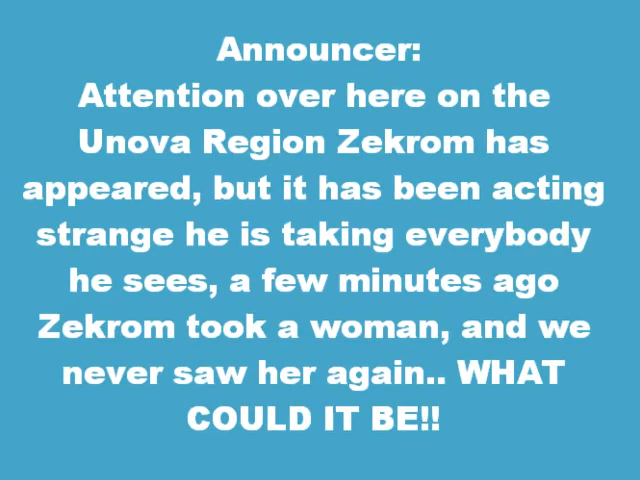 Announcer:
Attention over here on the
Unova Region Zekrom has
appeared, but it has been acting
strange he is taking everybody
he sees, a few minutes ago
Zekrom took a woman, and we
never saw her again.. WHAT
COULD IT BE!!